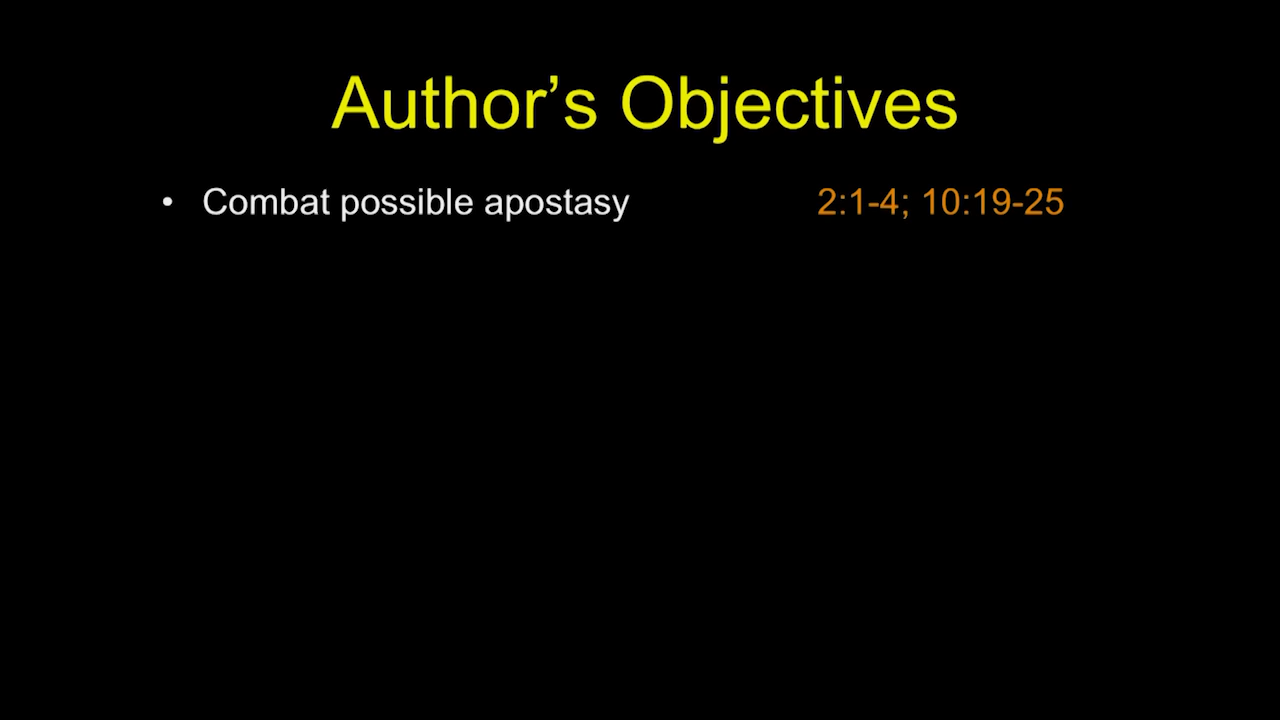 Author’s Objectives
• Combat possible apostasy 2:1-4; 10:19-25